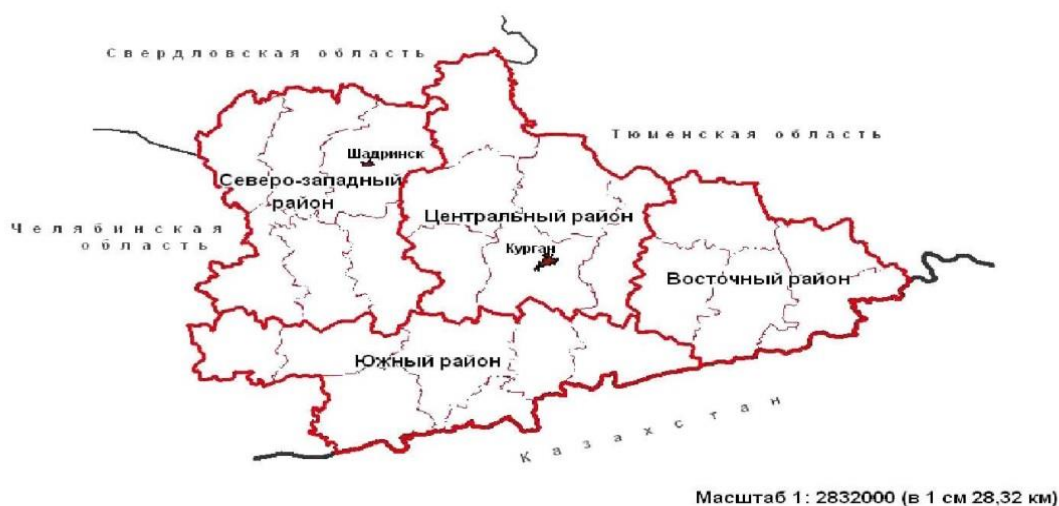 Свердловская область
Тюменская область
Шадринск
Северо-западный
район
Челябинская
область
Центральный район
Курган
Восточный район
Южный район
Казахстан
Масштаб 1: 2832000 (в 1 см 28,32 км)